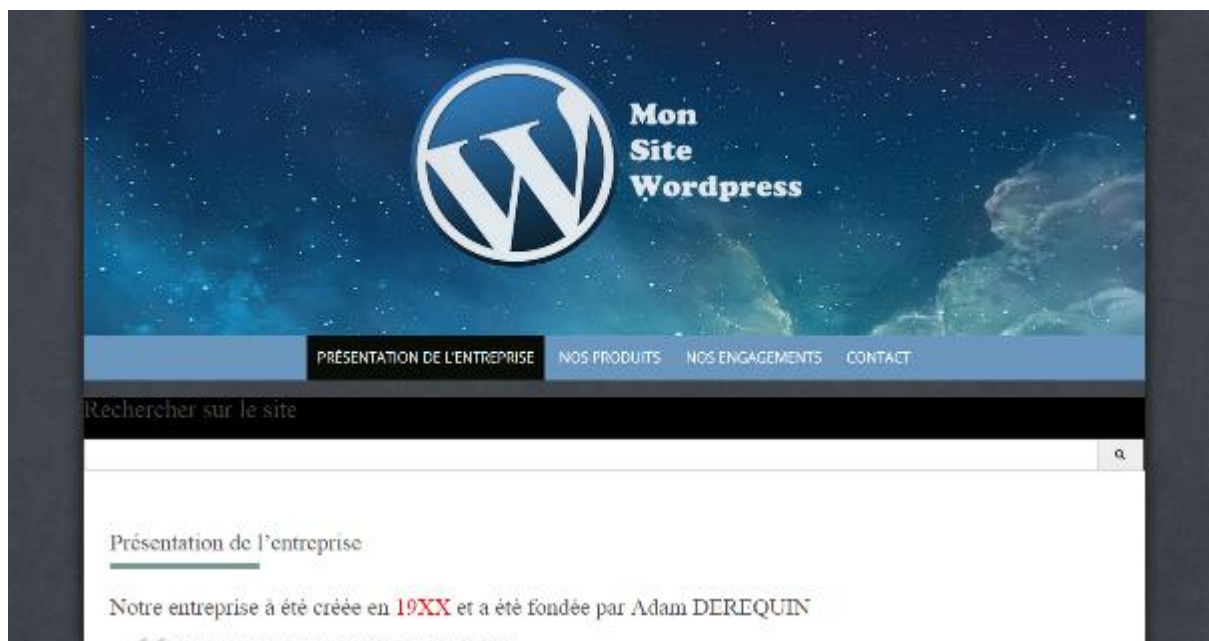 Mon
Site
Wordpress
PRÉSENTATION DE L'ENTREPRISE NOS PRODUITS NOS ENGAGEMENTS CONTACT
Rechercher sur le site
Présentation de l'entreprise
Notre entreprise à été créée en 19XX et a été fondée par Adam DEREQUIN